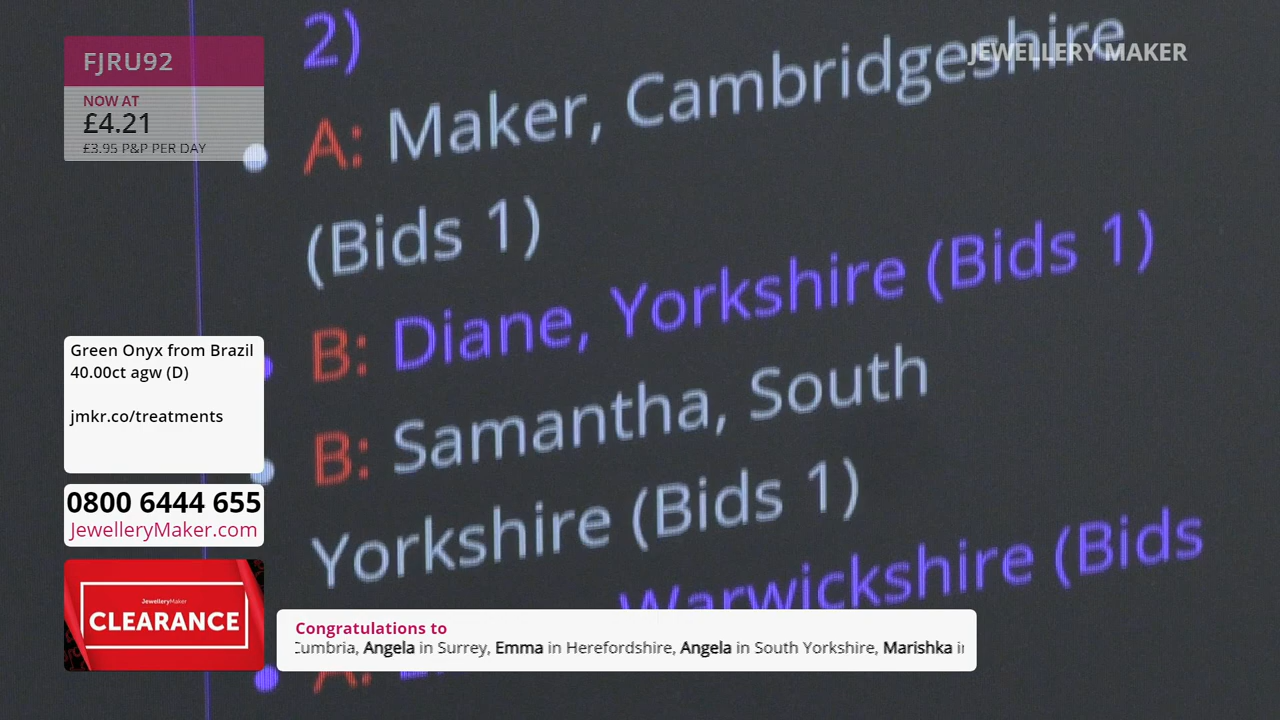 FJRU92
NOW AT
£4.21
£3.95 P&P PER DAY
JEWELLERY MAKER
2)
A: Maker, Cambridgeshire
(Bids 1)
B: Diane, Yorkshire (Bids 1)
B: Samantha, South
Yorkshire (Bids 1)
Warwickshire (Bids
A:
Green Onyx from Brazil
40.00ct agw (D)
jmkr.co/treatments
0800 6444 655
JewelleryMaker.com
JewelleryMaker
CLEARANCE
Congratulations to
Cumbria, Angela in Surrey, Emma in Herefordshire, Angela in South Yorkshire, Marishka in